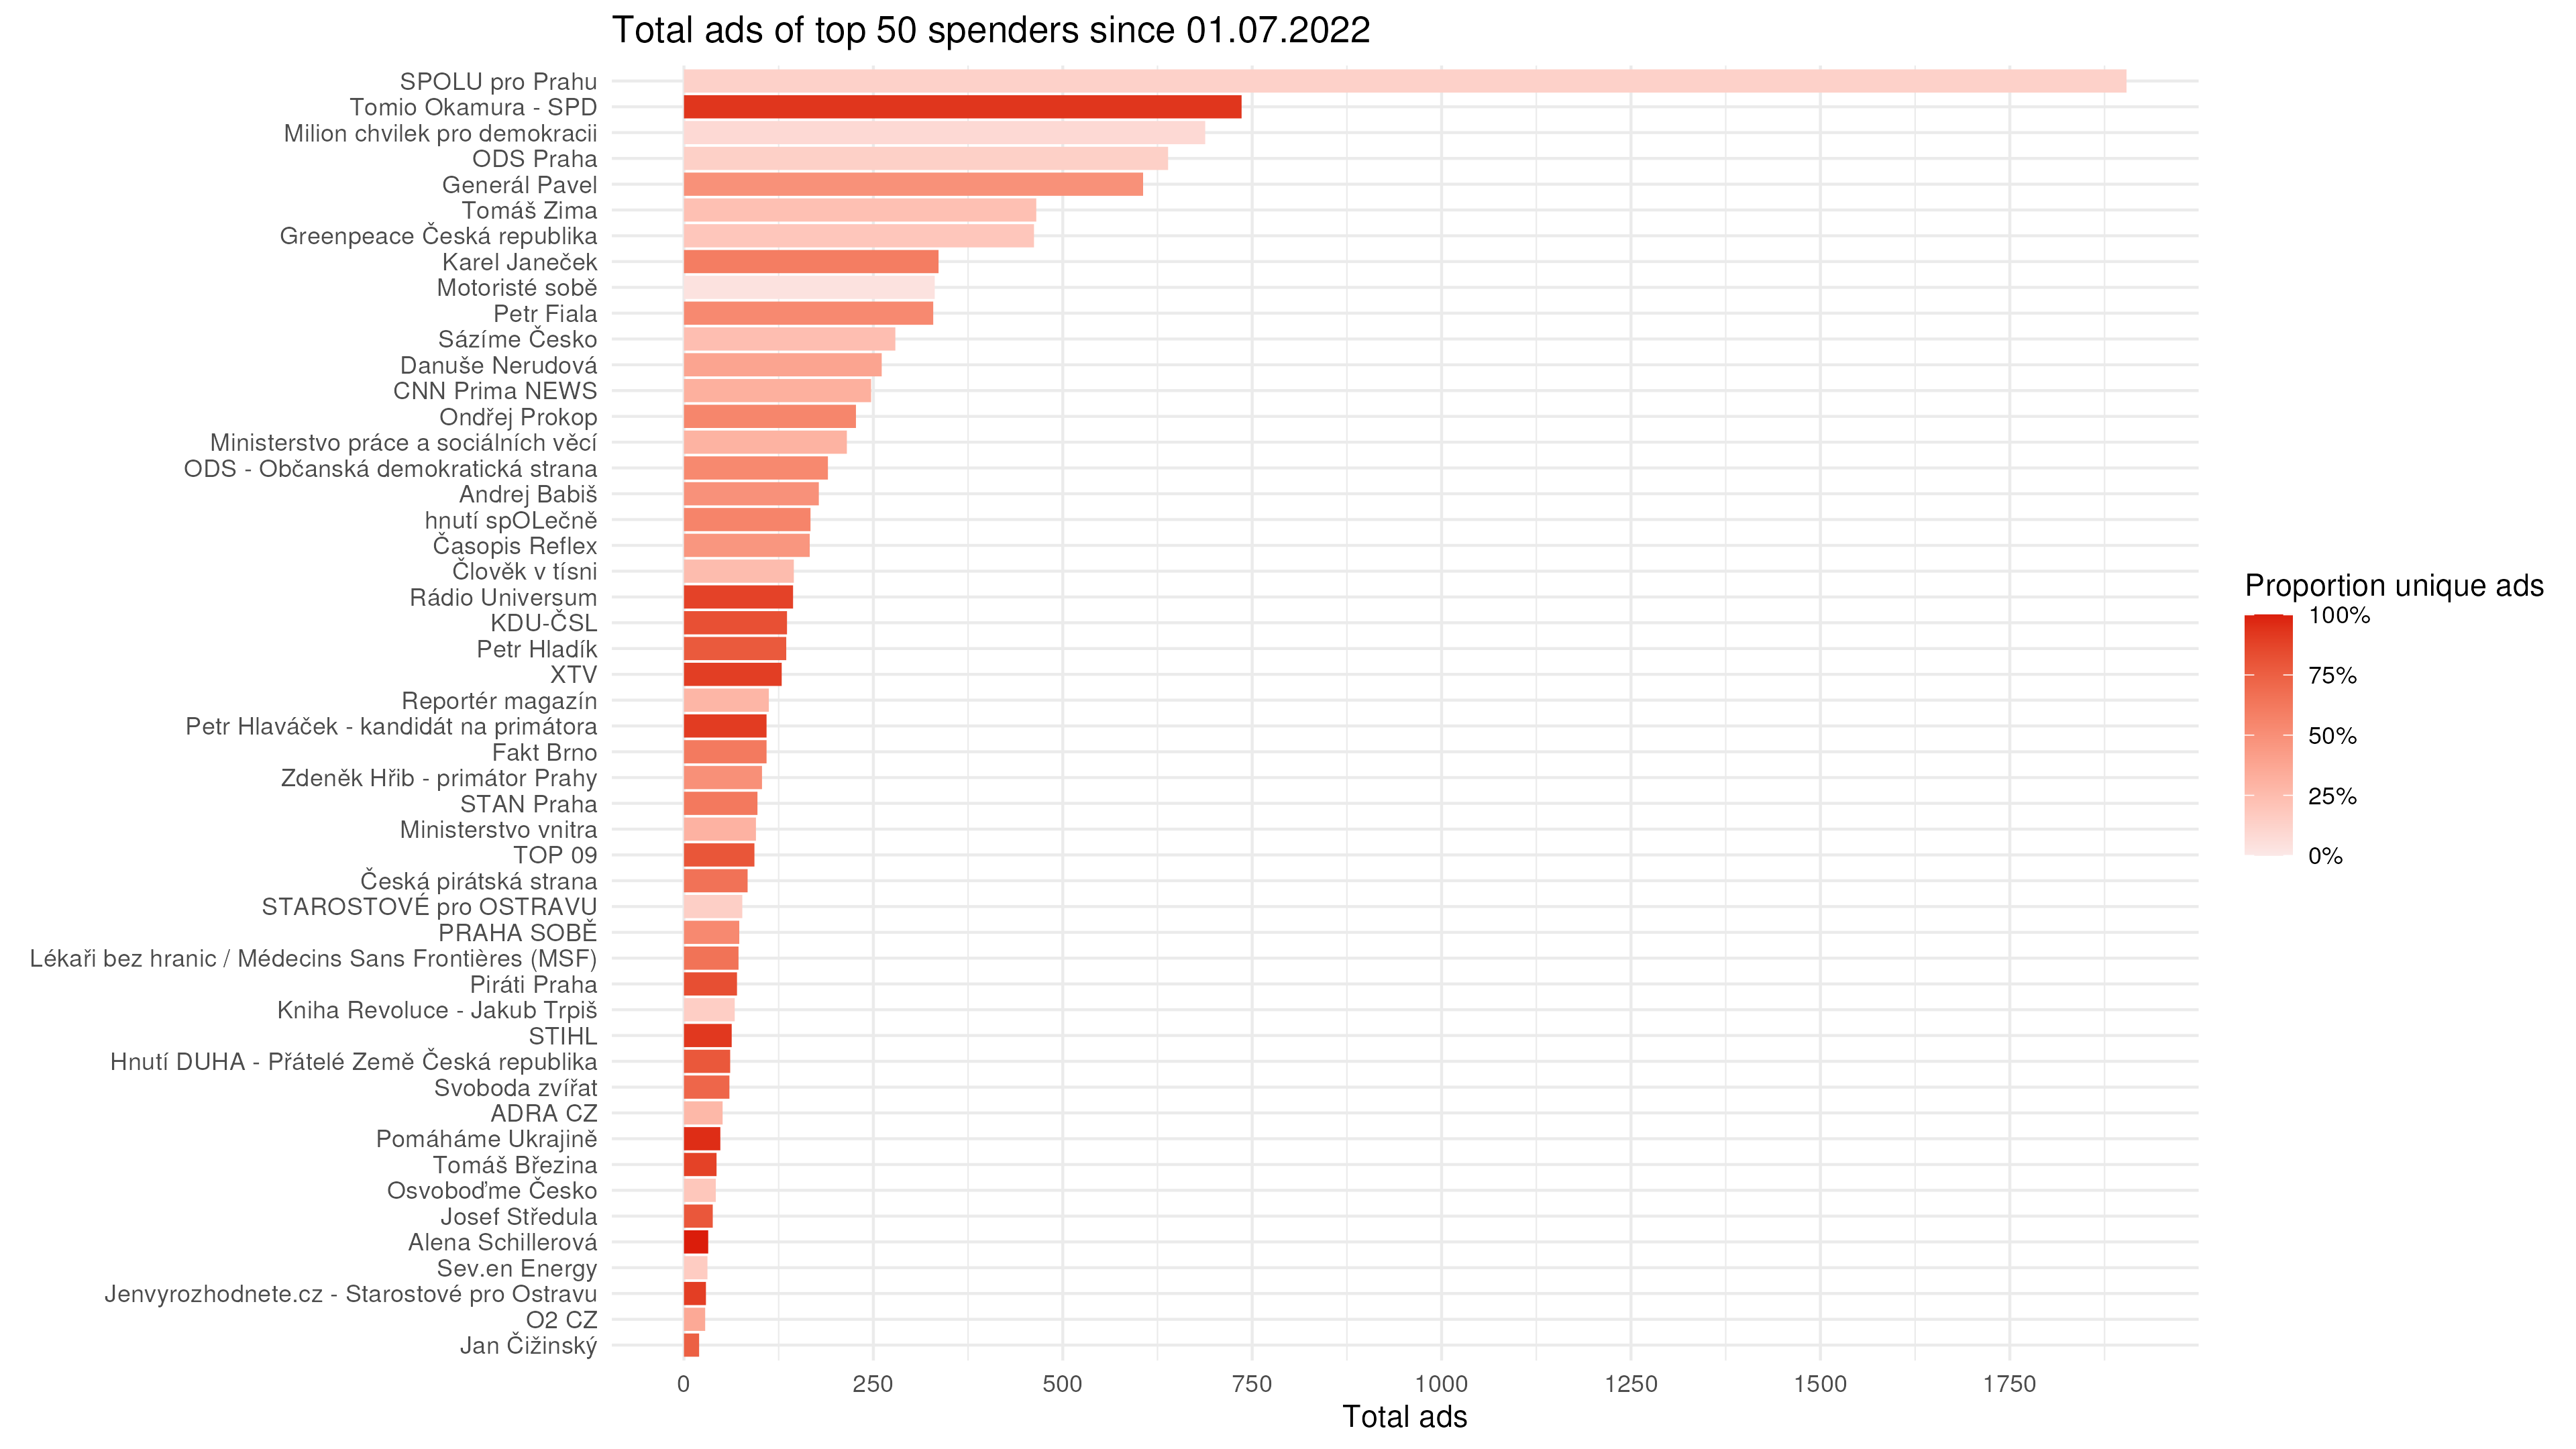 Total ads of top 50 spenders since 01.07.2022
SPOLU pro Prahu
Tomio Okamura - SPD
Milion chvilek pro demokracii
ODS Praha
Generál Pavel
Tomáš Zima
Greenpeace Česká republika
Karel Janeček
Motoristé sobě
Petr Fiala
Sázíme Česko
Danuše Nerudová
CNN Prima NEWS
Ondřej Prokop
Ministerstvo práce a sociálních věcí
ODS - Občanská demokratická strana
Andrej Babiš
hnutí spOLečně
Časopis Reflex
Člověk v tísni
Rádio Universum
KDU-ČSL
Petr Hladík
XTV
Reportér magazín
Petr Hlaváček - kandidát na primátora
Fakt Brno
Zdeněk Hřib - primátor Prahy
STAN Praha
Ministerstvo vnitra
TOP 09
Česká pirátská strana
STAROSTOVÉ pro OSTRAVU
PRAHA SOBĚ
Lékaři bez hranic / Médecins Sans Frontières (MSF)
Piráti Praha
Kniha Revoluce - Jakub Trpiš
STIHL
Hnutí DUHA - Přátelé Země Česká republika
Svoboda zvířat
ADRA CZ
Pomáháme Ukrajině
Tomáš Březina
Osvoboďme Česko
Josef Středula
Alena Schillerová
Sev.en Energy
Jenvyrozhodnete.cz - Starostové pro Ostravu
O2 CZ
Jan Čižinský
0 250 500 750 1000 1250 1500 1750
Total ads
Proportion unique ads
100%
75%
50%
25%
0%